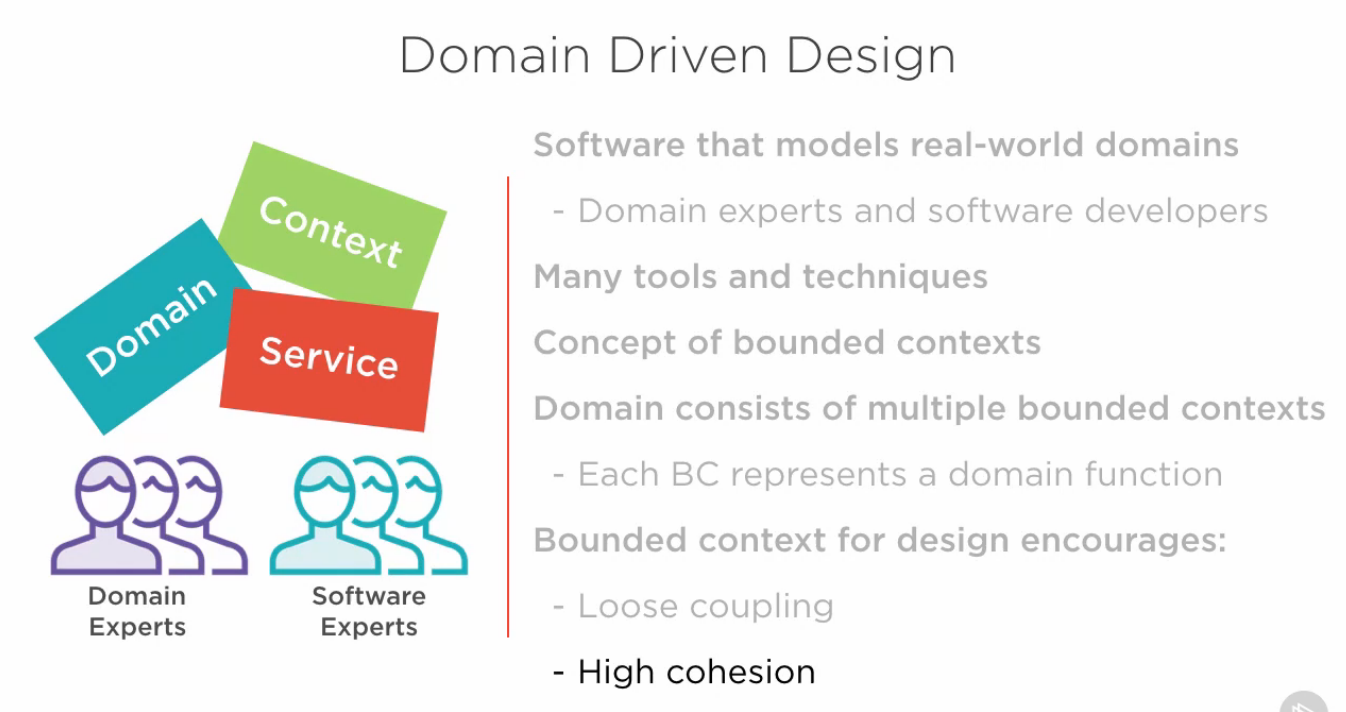 Domain Driven Design
Context
Domain
Service
Domain
Experts
Software
Experts
Software that models real-world domains
- Domain experts and software developers
Many tools and techniques
Concept of bounded contexts
Domain consists of multiple bounded contexts
- Each BC represents a domain function
Bounded context for design encourages:
- Loose coupling
- High cohesion